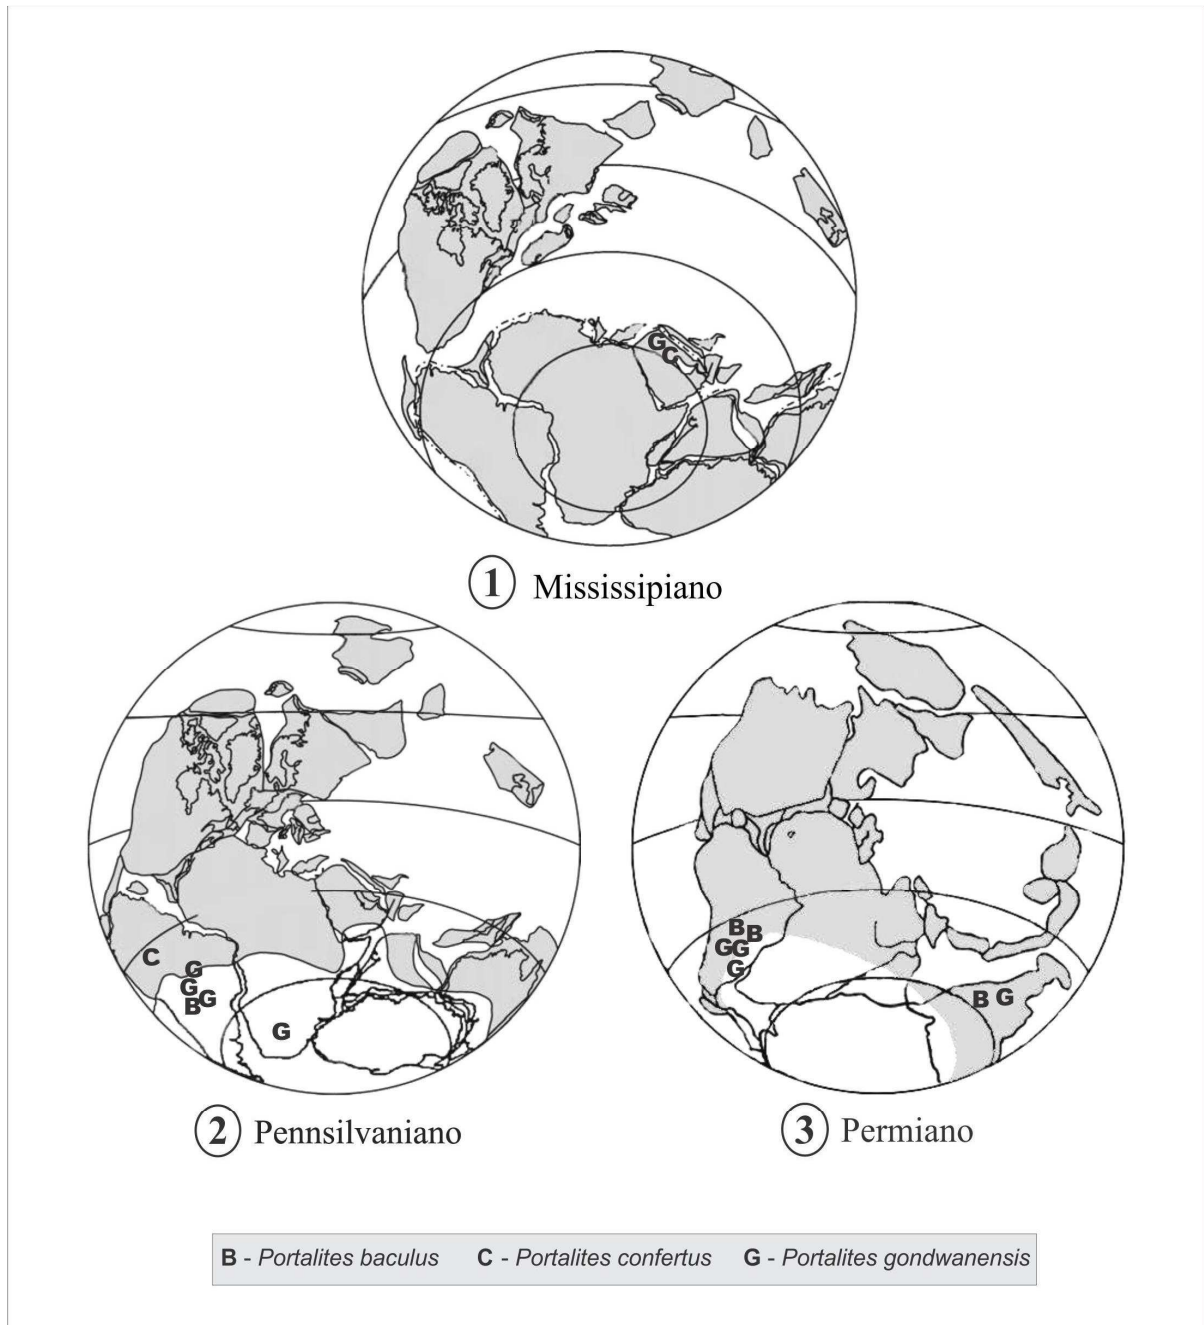 G
C
1 Mississipiano
C
G
G
G
B
G
2 Pennsilvaniano
B
B
G G
G
B G
3 Permiano
B - Portalites baculus C - Portalites confertus G - Portalites gondwanensis